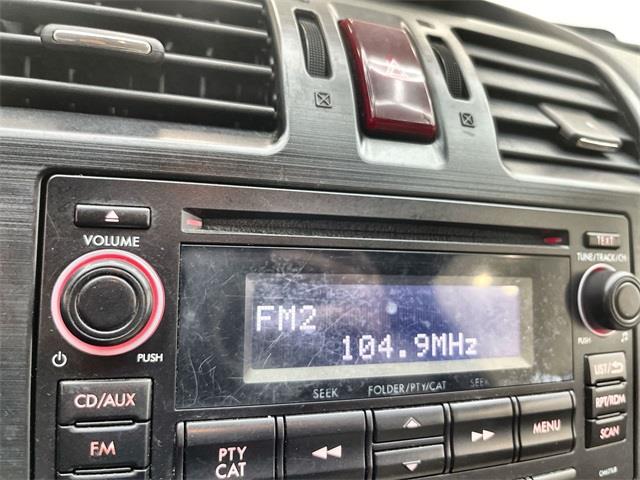 VOLUME
PUSH
CD/AUX
FM
FM2
104.9MHz
SEEK FOLDER/PTY/CAT SEEK
PTY
CAT
MENU
TEXT
TUNE/TRACK/CH
PUSH
LIST/
RPT/RDM
SCAN